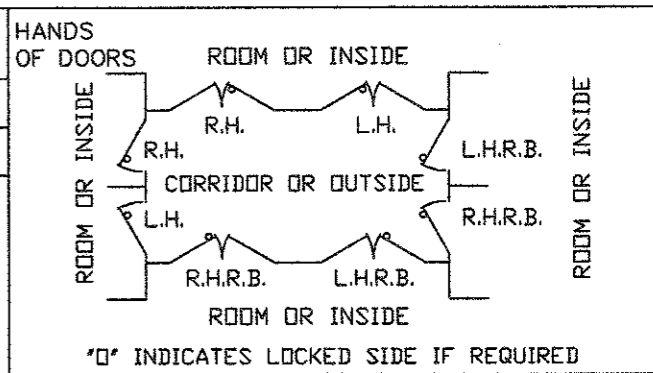 HANDS
OF DOORS
ROOM OR INSIDE
ROOM OR INSIDE
R.H.
L.H.
R.H.
L.H.R.B.
ROOM OR INSIDE
CORRIDOR OR OUTSIDE
L.H.
R.H.R.B.
R.H.R.B.
L.H.R.B.
ROOM OR INSIDE
"O" INDICATES LOCKED SIDE IF REQUIRED